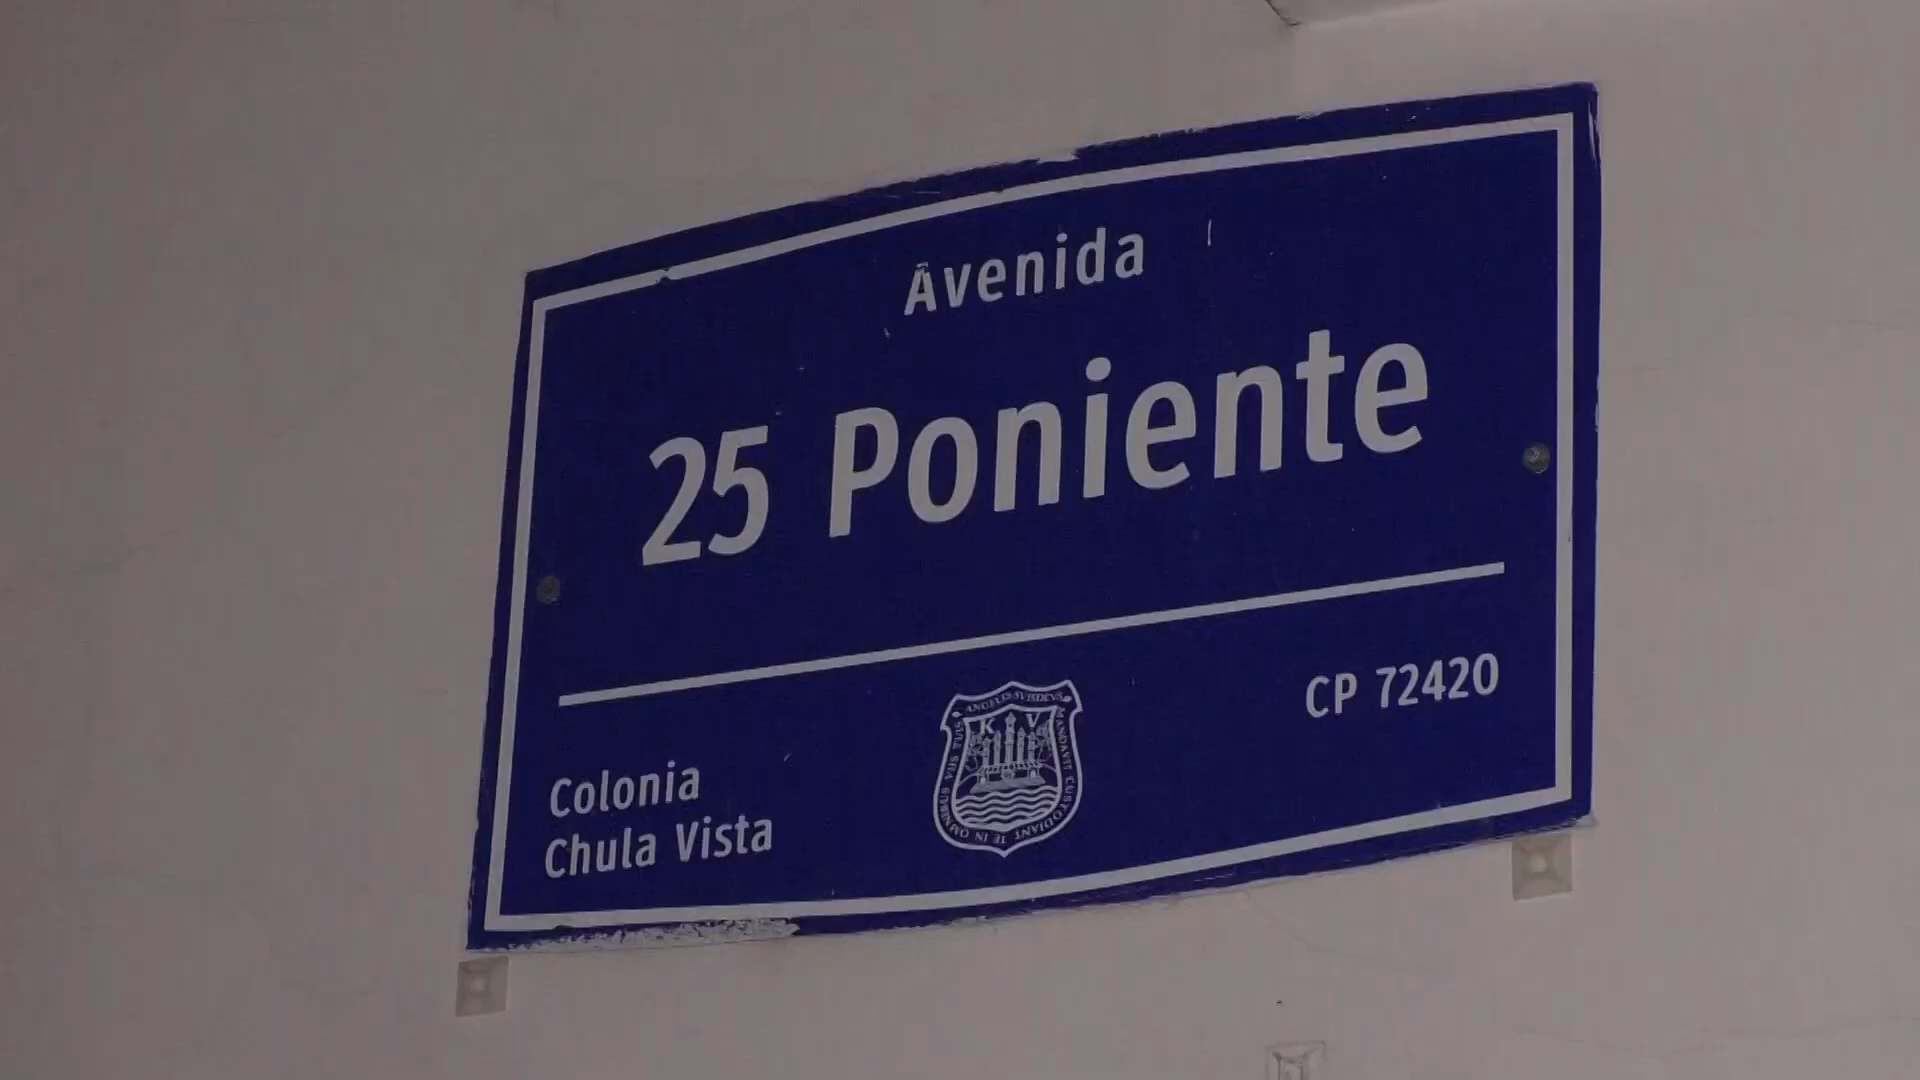 Avenida
25 Poniente
CP 72420
Colonia
Chula Vista
K V